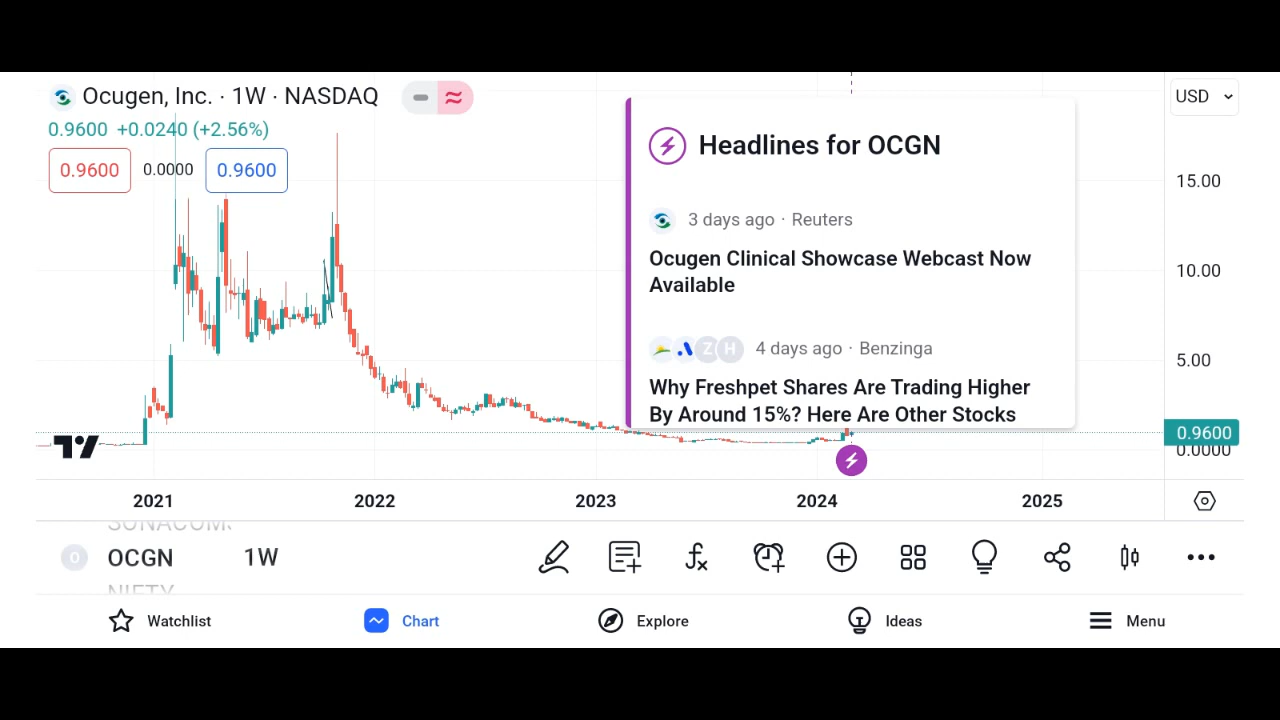 Ocugen, Inc. · 1W · NASDAQ
USD
0.9600 +0.0240 (+2.56%)
0.9600 0.0000 0.9600
Headlines for OCGN
3 days ago · Reuters
Ocugen Clinical Showcase Webcast Now
Available
Z H 4 days ago · Benzinga
Why Freshpet Shares Are Trading Higher
By Around 15%? Here Are Other Stocks
15.00
10.00
5.00
0.9600
0.0000
2021 2022 2023 2024 2025
O OCGN 1W
NIFTY
Watchlist Chart Explore Ideas Menu